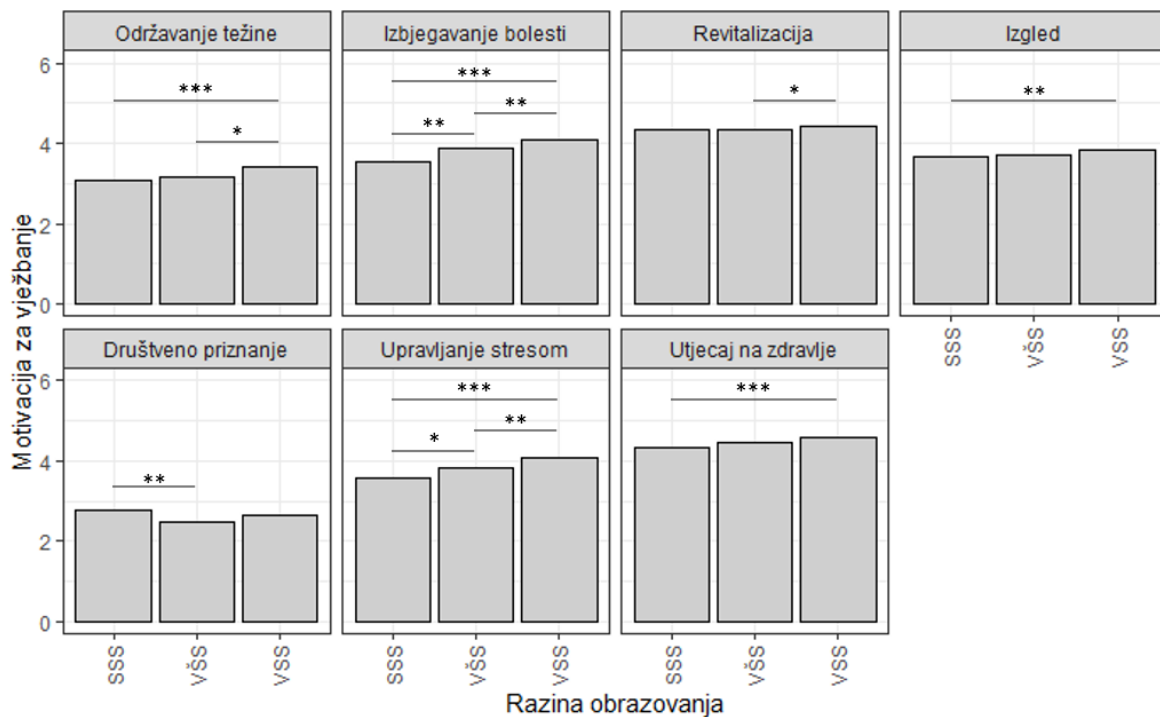 Održavanje težine
Izbjegavanje bolesti
Revitalizacija
Izgled
6
4
2
0
***
*
***
**
**
*
**
SSS
VŠS
VSS
Društveno priznanje
Upravljanje stresom
Utjecaj na zdravlje
6
4
2
0
**
***
*
**
***
SSS
VŠS
VSS
SSS
VŠS
VSS
SSS
VŠS
VSS
Motivacija za vježbanje
Razina obrazovanja